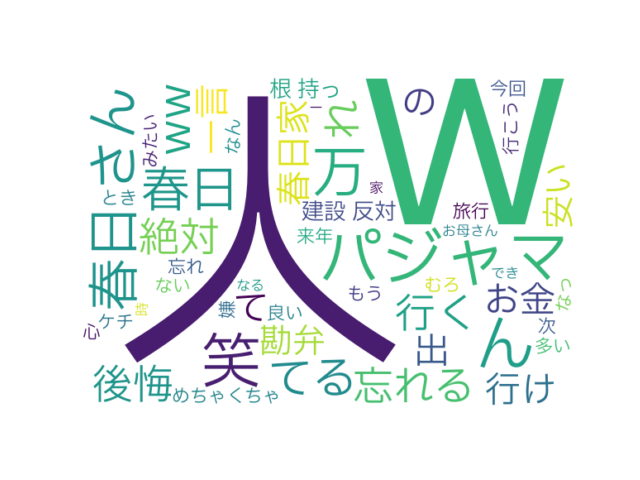 人
W
パジャマ
春日
さん
WW
一言
みたい
なん
とき
春日
絶対
忘れ
ない
ケチ
心
時
なる
嫌
て
良い
笑
後悔
めちゃくちゃ
勘弁
てる
根 持っ
一
春日家
万
れ
の
建設 反対
来年
家
お母さん
旅行
今回
行こう
安い
もう
むろ
行く
でき
お金
なっ
次
多い
出
ん
忘れる
行け